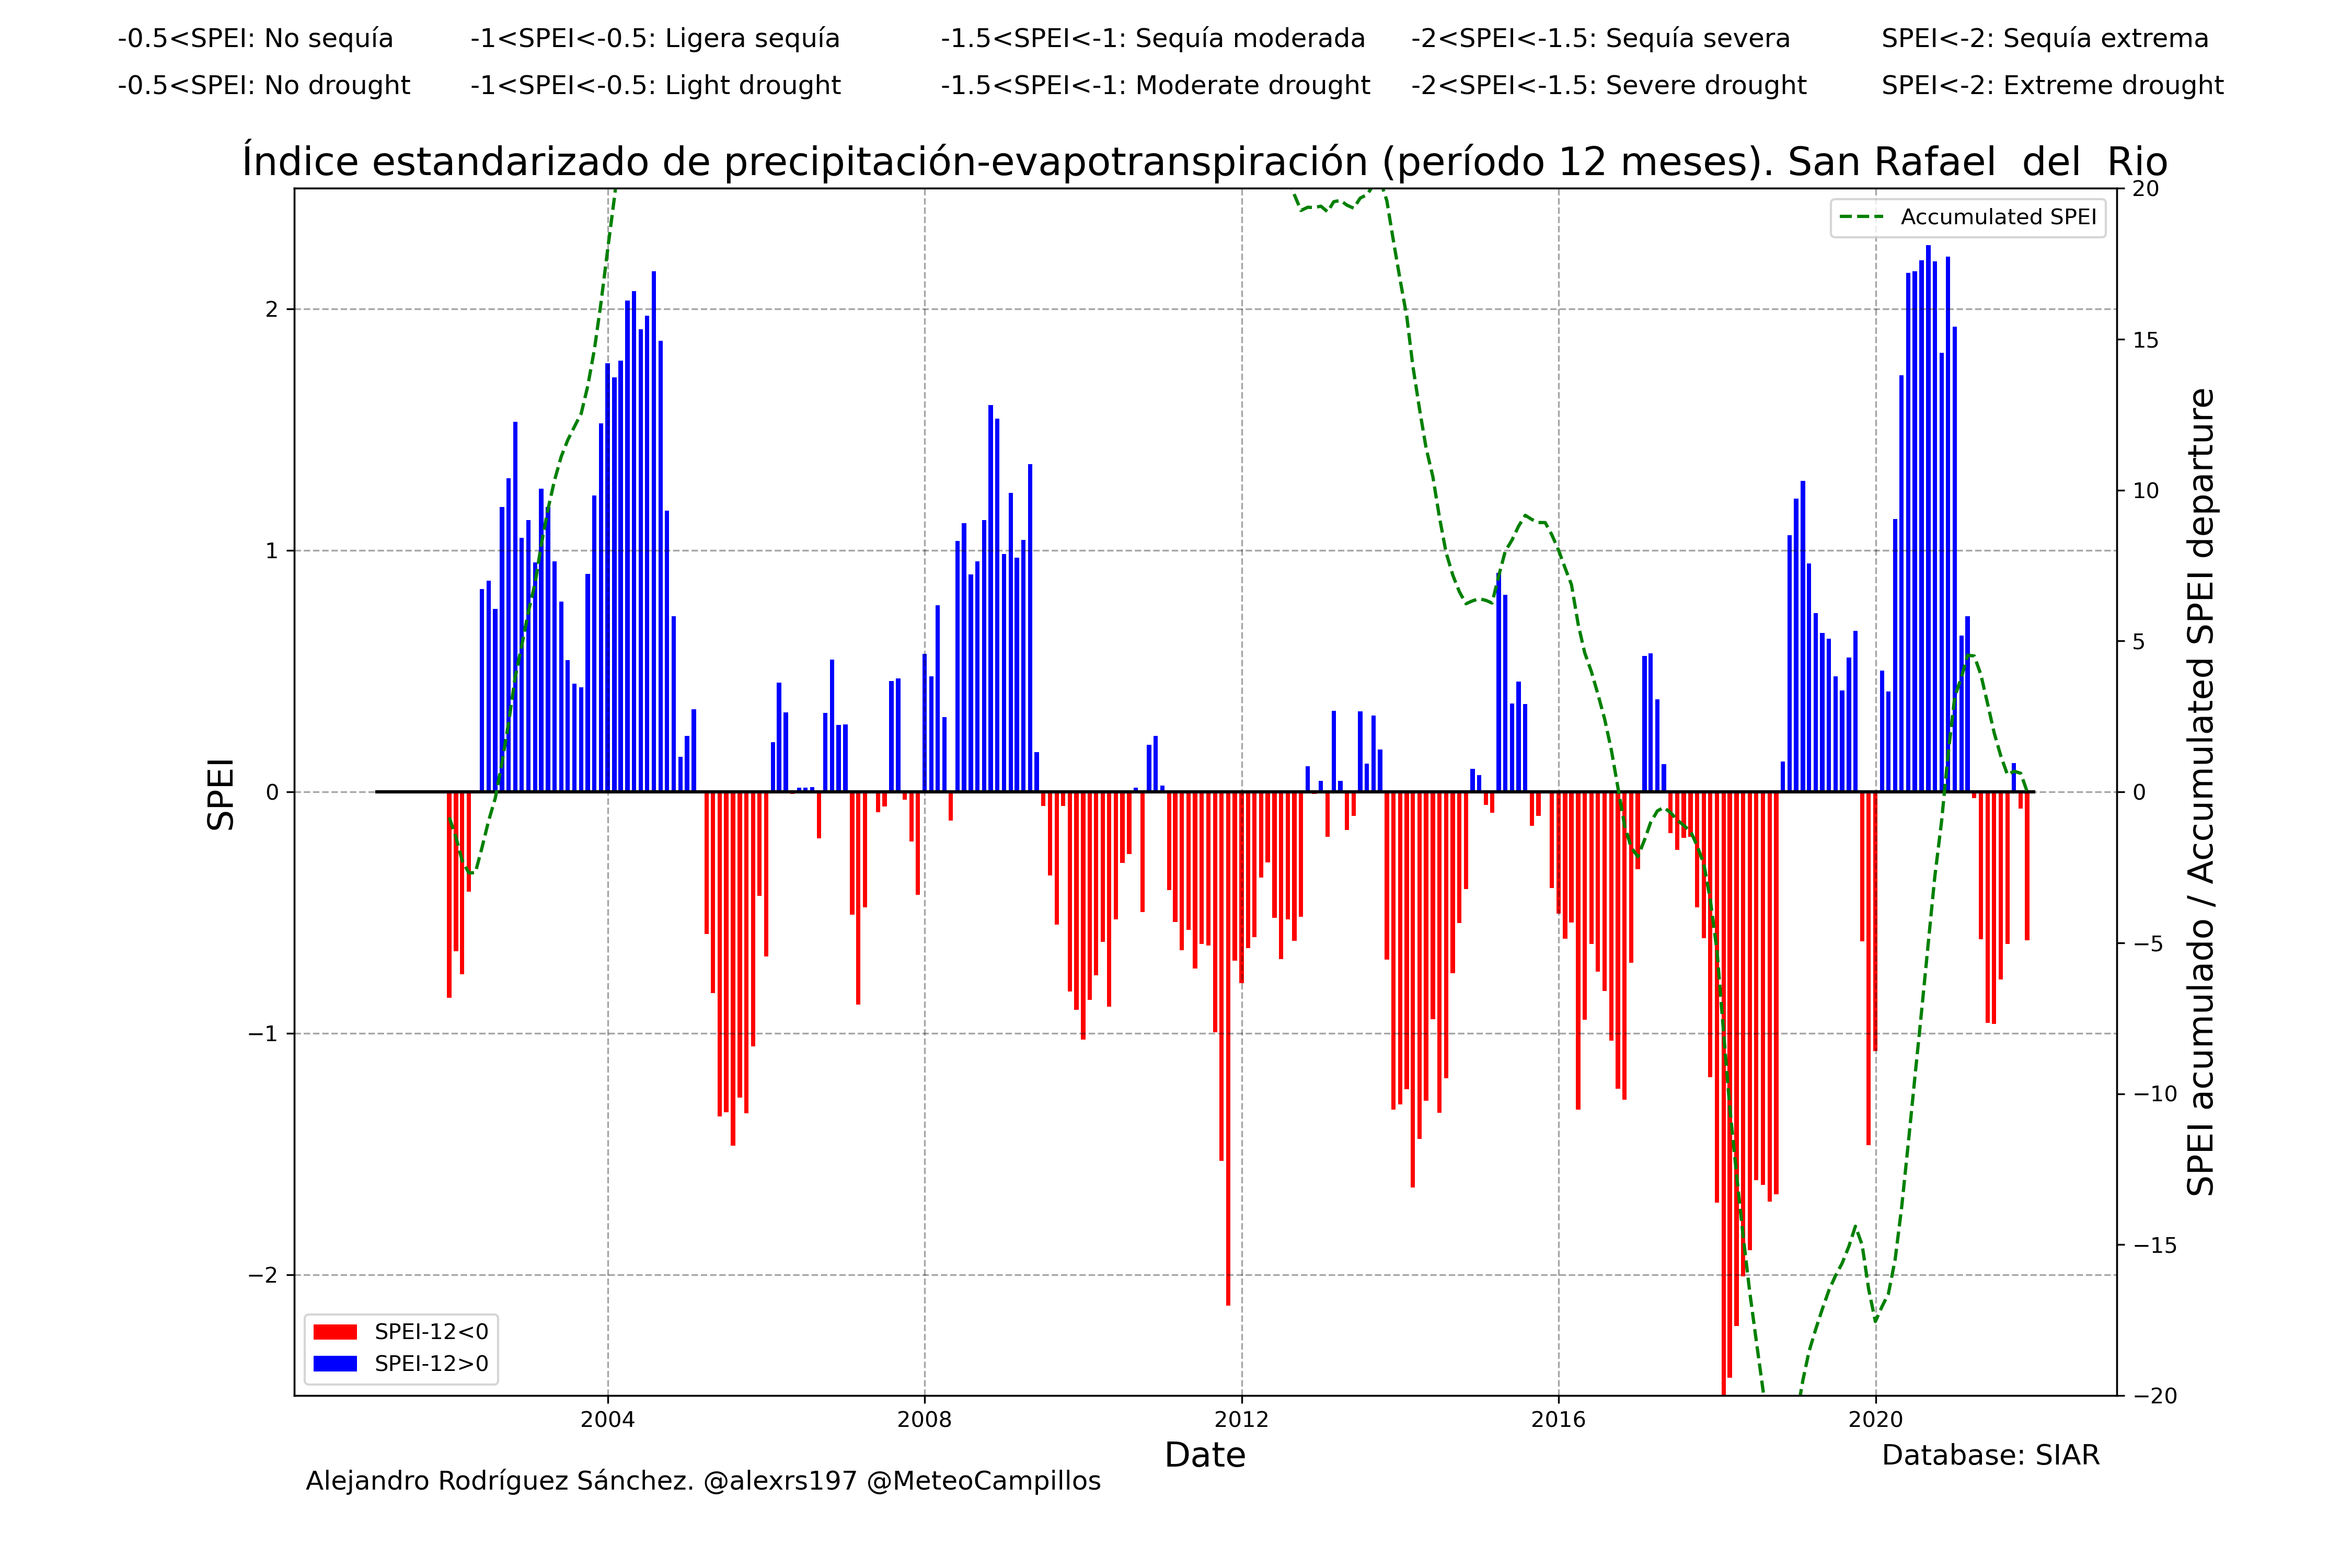 -0.5<SPEI: No sequía -1<SPEI<-0.5: Ligera sequía -1.5<SPEI<-1: Sequía moderada -2<SPEI<-1.5: Sequía severa SPEI<-2: Sequía extrema
-0.5<SPEI: No drought -1<SPEI<-0.5: Light drought -1.5<SPEI<-1: Moderate drought -2<SPEI<-1.5: Severe drought SPEI<-2: Extreme drought
Índice estandarizado de precipitación-evapotranspiración (período 12 meses). San Rafael  del  Rio
Accumulated SPEI
SPEI
2
1
0
−1
−2
20
15
10
5
0
−5
−10
−15
−20
SPEI acumulado / Accumulated SPEI departure
SPEI-12<0
SPEI-12>0
2004 2008 2012 2016 2020
Date
Database: SIAR
Alejandro Rodríguez Sánchez. @alexrs197 @MeteoCampillos